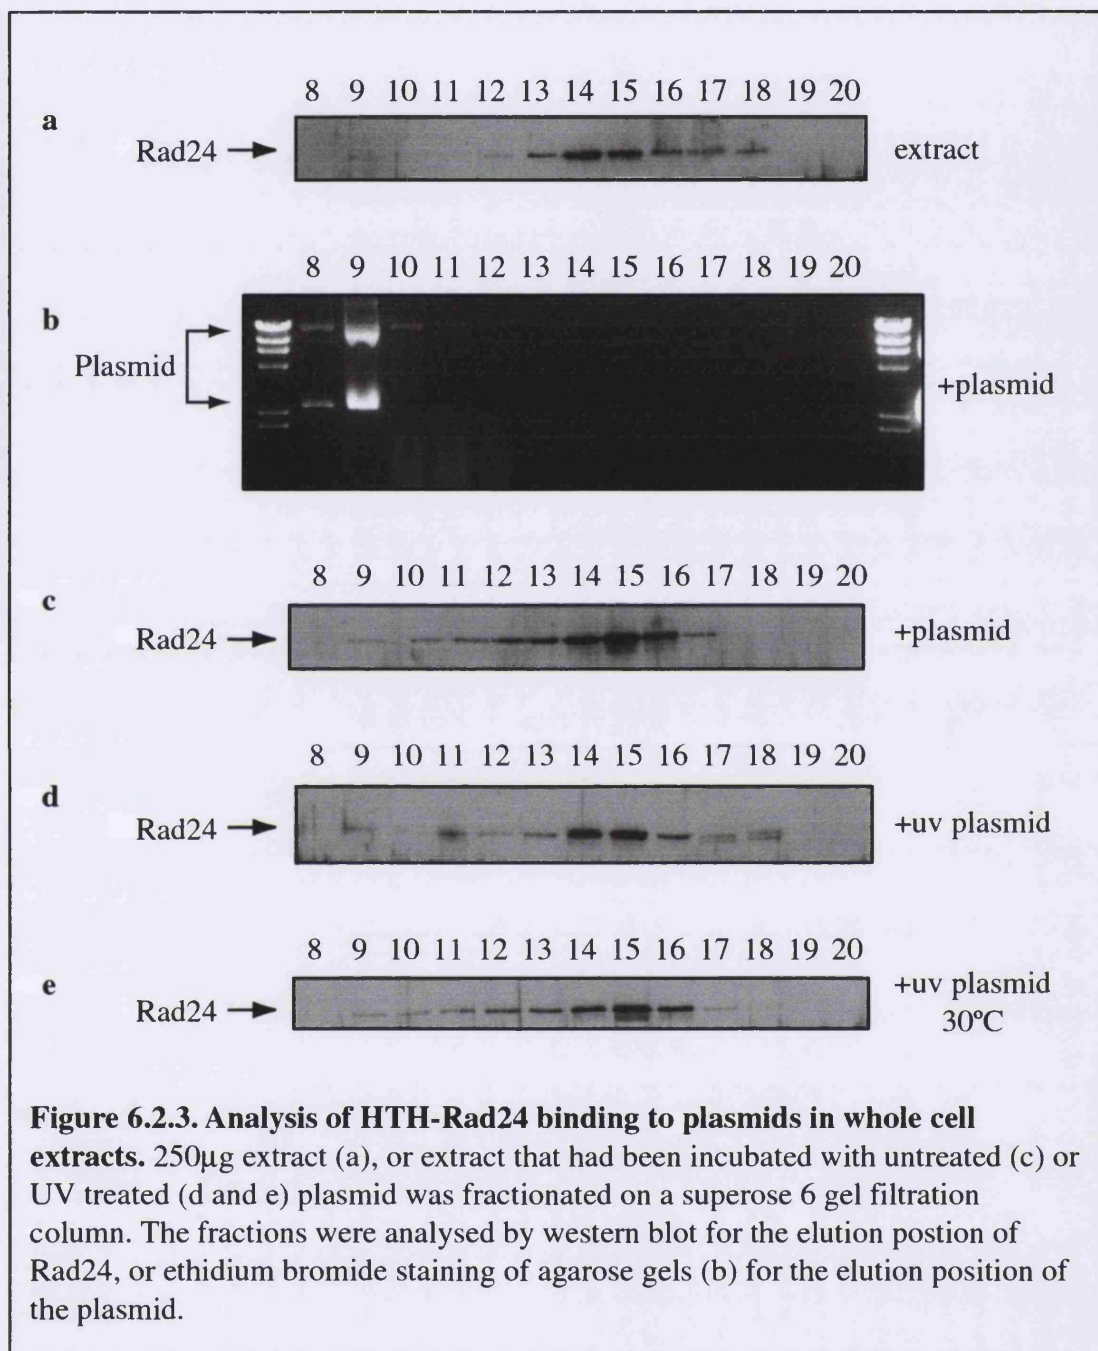 8 9 10 11 12 13 14 15 16 17 18 19 20
a
Rad24
extract
8 9 10 11 12 13 14 15 16 17 18 19 20
b
Plasmid
+plasmid
8 9 10 11 12 13 14 15 16 17 18 19 20
c
Rad24
+plasmid
8 9 10 11 12 13 14 15 16 17 18 19 20
d
Rad24
+uv plasmid
8 9 10 11 12 13 14 15 16 17 18 19 20
e
Rad24
+uv plasmid
30ºC
Figure 6.2.3. Analysis of HTH-Rad24 binding to plasmids in whole cell
extracts. 250µg extract (a), or extract that had been incubated with untreated (c) or
UV treated (d and e) plasmid was fractionated on a superose 6 gel filtration
column. The fractions were analysed by western blot for the elution postion of
Rad24, or ethidium bromide staining of agarose gels (b) for the elution position of
the plasmid.